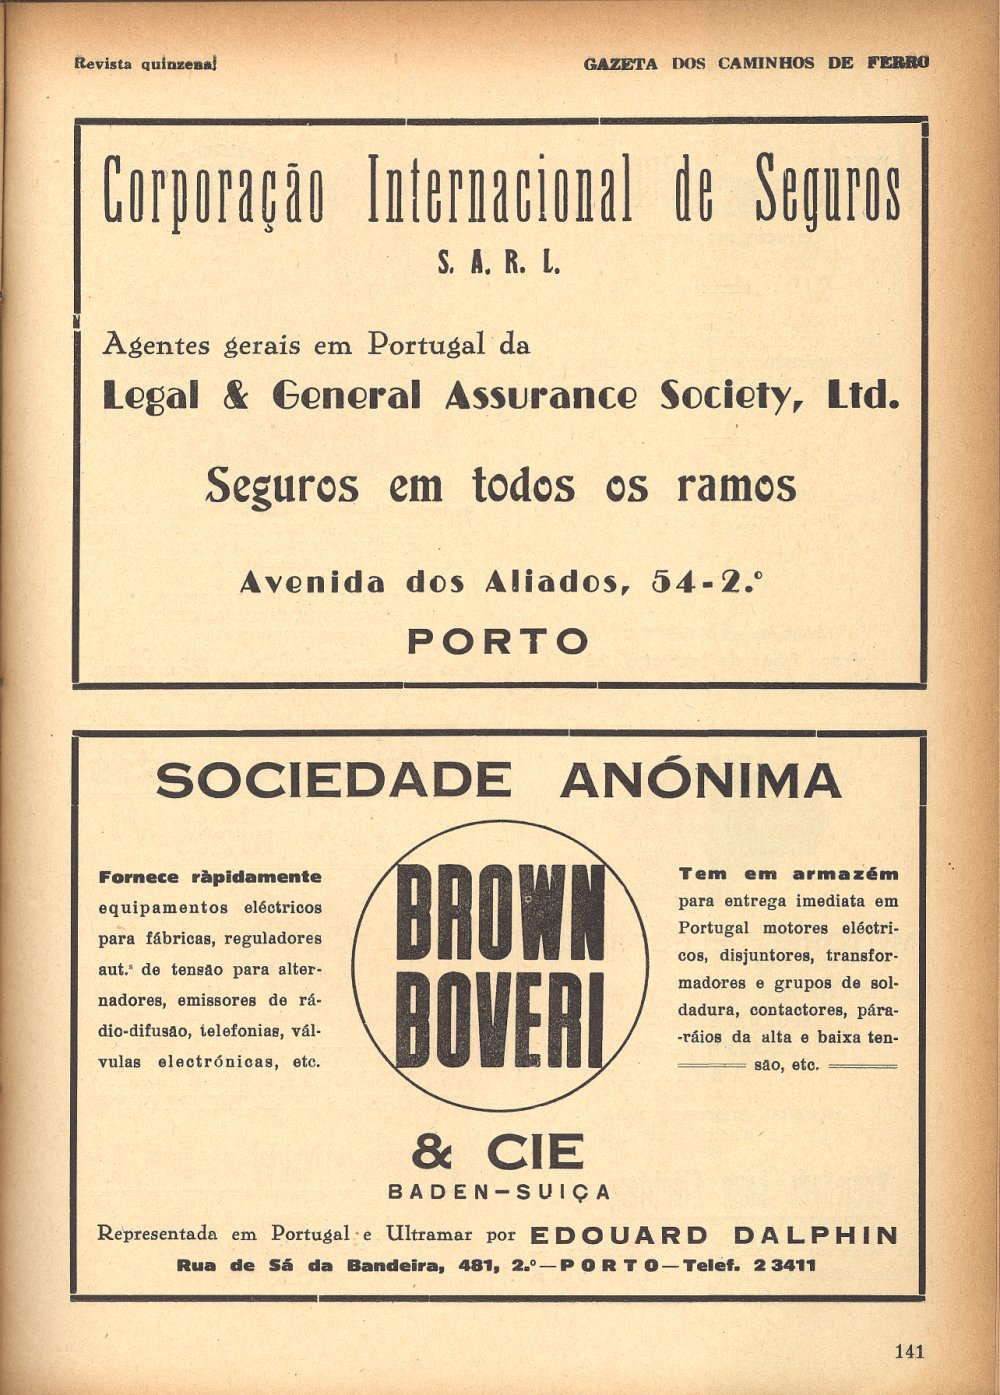 Revista quinzenal
GAZETA DOS CAMINHOS DE FERRO
Corporação Internacional de Seguros
S. A. R. L.
Agentes gerais em Portugal da
Legal & General Assurance Society, Ltd.
Seguros em todos os ramos
Avenida dos Aliados, 54-2.º
PORTO
SOCIEDADE ANÓNIMA
Fornece ràpidamente
equipamentos eléctricos
para fábricas, reguladores
aut.ˢ de tensão para alter-
nadores, emissores de rá-
dio-difusão, telefonias, vál-
vulas electrónicas, etc.
BROWN
BOVERI
Tem em armazém
para entrega imediata em
Portugal motores eléctri-
cos, disjuntores, transfor-
madores e grupos de sol-
dadura, contactores, pára-
-ráios da alta e baixa ten-
são, etc.
& CIE
BADEN—SUIÇA
Representada em Portugal e Ultramar por EDOUARD DALPHIN
Rua de Sá da Bandeira, 481, 2.º—PORTO—Telef. 23411
141